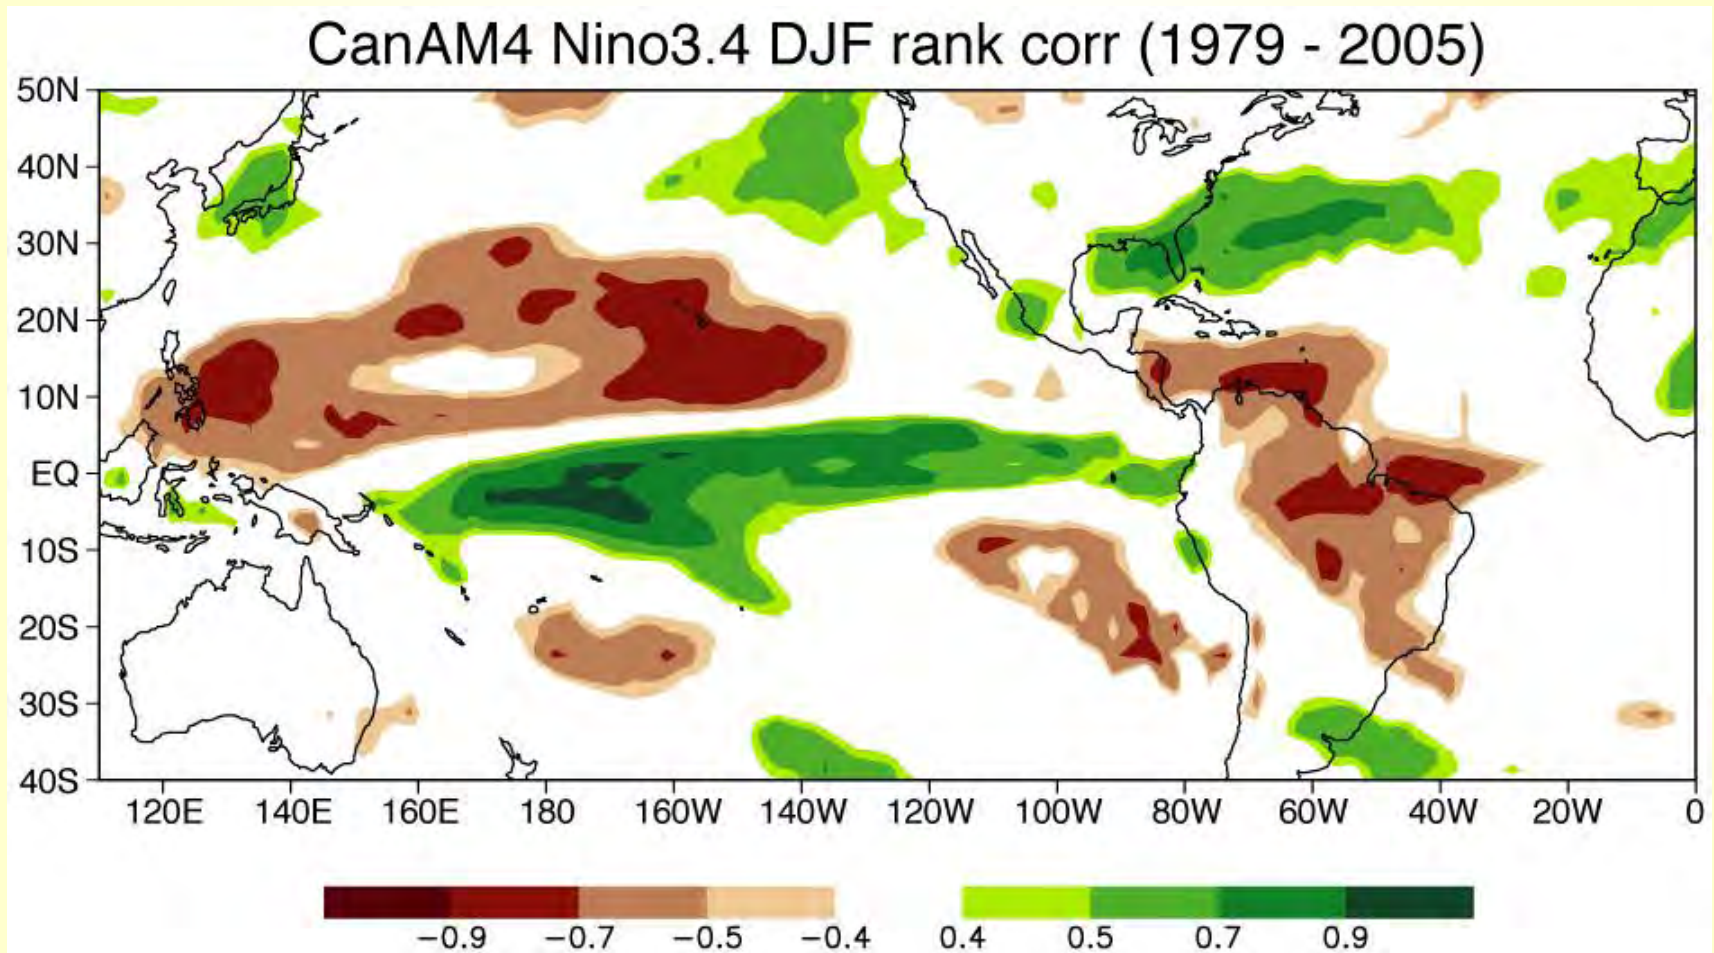 CanAM4 Nino3.4 DJF rank corr (1979 - 2005)
50N
40N
30N
20N
10N
EQ
10S
20S
30S
40S
120E 140E 160E 180 160W 140W 120W 100W 80W 60W 40W 20W 0
−0.9 −0.7 −0.5 −0.4 0.4 0.5 0.7 0.9